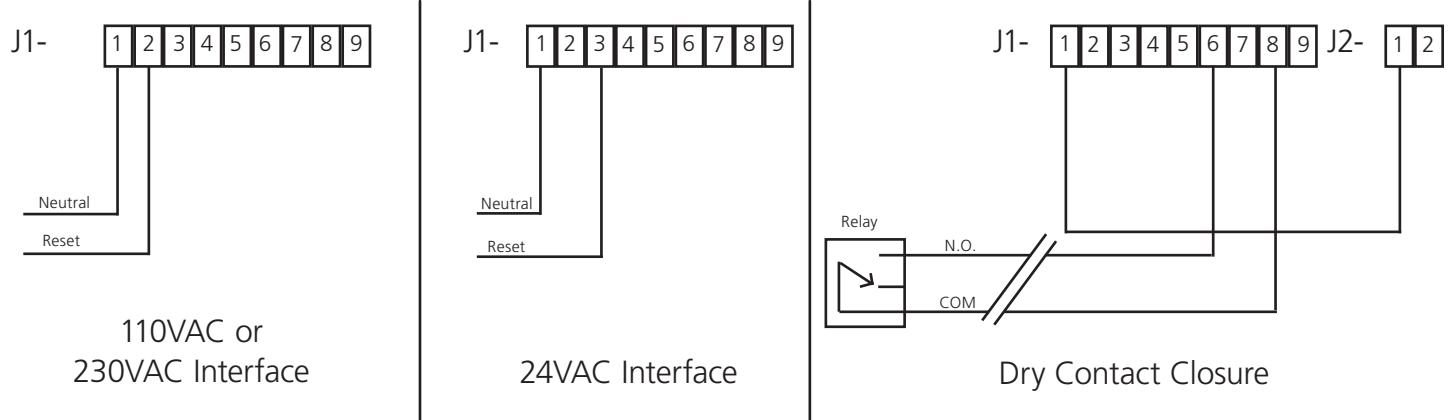 J1- 1 2 3 4 5 6 7 8 9
Neutral
Reset
110VAC or
230VAC Interface
J1- 1 2 3 4 5 6 7 8 9
Neutral
Reset
24VAC Interface
J1- 1 2 3 4 5 6 7 8 9 J2- 1 2
Relay
N.O.
COM
Dry Contact Closure